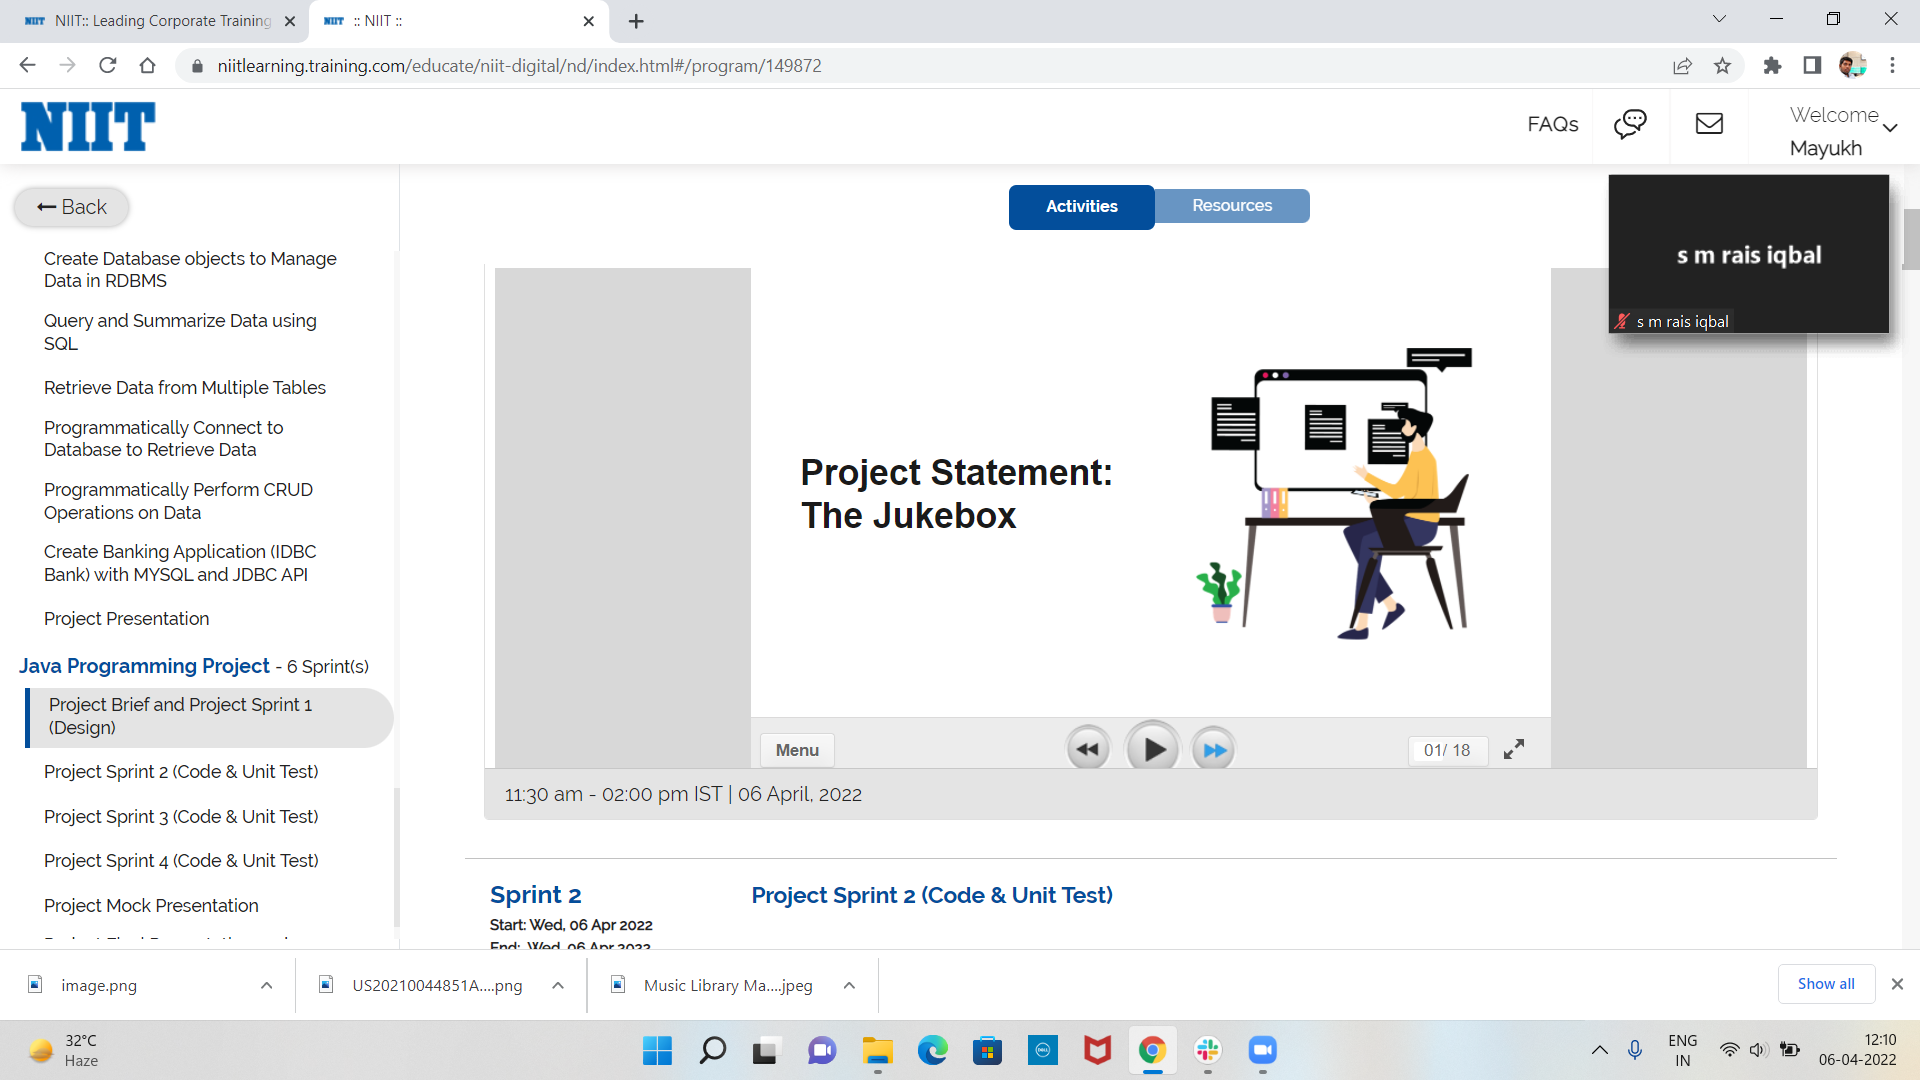 NIIT:: Leading Corporate Training
:: NIIT ::
niitlearning.training.com/educate/niit-digital/nd/index.html#/program/149872
NIIT
FAQs
Welcome
Mayukh
Back
Activities
Resources
s m rais iqbal
s m rais iqbal
Create Database objects to Manage
Data in RDBMS
Query and Summarize Data using
SQL
Retrieve Data from Multiple Tables
Programmatically Connect to
Database to Retrieve Data
Programmatically Perform CRUD
Operations on Data
Create Banking Application (IDBC
Bank) with MYSQL and JDBC API
Project Presentation
Java Programming Project - 6 Sprint(s)
Project Brief and Project Sprint 1
(Design)
Project Sprint 2 (Code & Unit Test)
Project Sprint 3 (Code & Unit Test)
Project Sprint 4 (Code & Unit Test)
Project Mock Presentation
Project Statement:
The Jukebox
Menu
01/ 18
11:30 am - 02:00 pm IST | 06 April, 2022
Sprint 2
Project Sprint 2 (Code & Unit Test)
Start: Wed, 06 Apr 2022
End: Wed, 06 Apr 2022
image.png
US20210044851A....png
Music Library Ma....jpeg
Show all
32°C
Haze
DELL
ENG
IN
12:10
06-04-2022